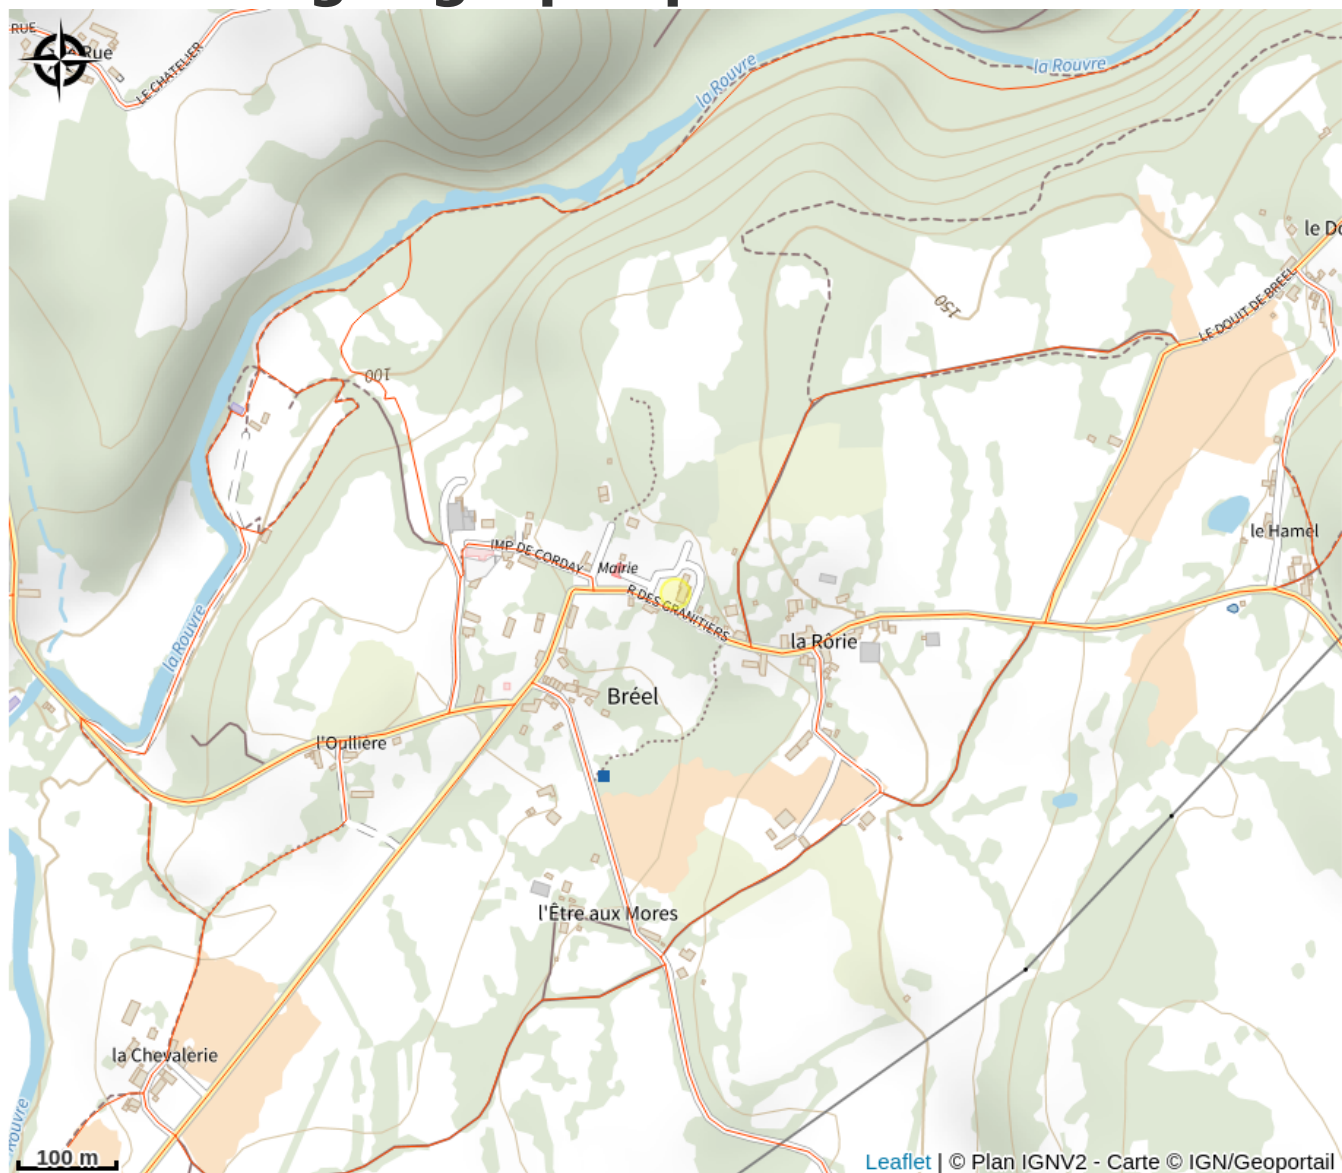 RUE
la Rue
LE CHATELIER
la Rouvre
la Rouvre
le Do
150
LE DOUIT DE BREEL
100
le Hamel
IMP DE CORDAY
Mairie
R DES GRANITIERS
la Rôrie
la Rouvre
Bréel
l'Oullière
l'Être aux Mores
la Chevalerie
Rouvre
100 m
Leaflet | © Plan IGNV2 - Carte © IGN/Geoportail